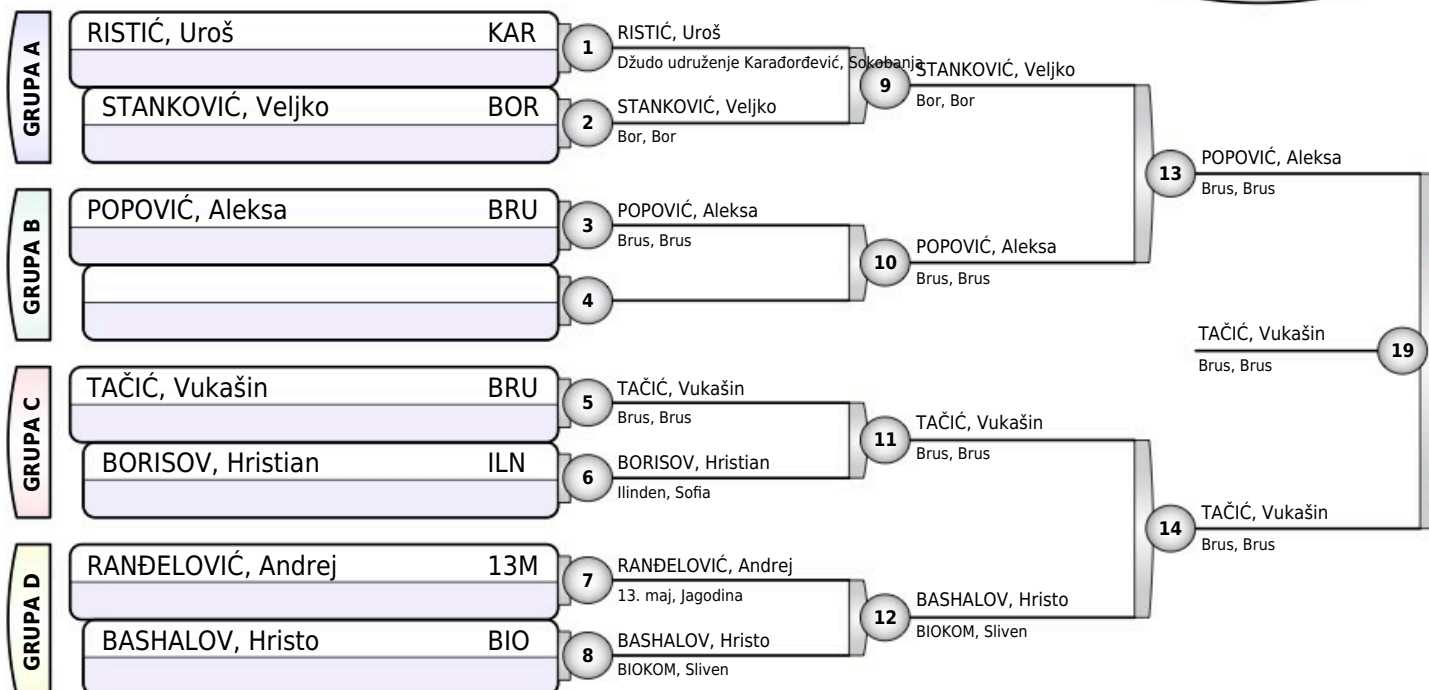 GRUPA A
RISTIĆ, Uroš KAR
STANKOVIĆ, Veljko BOR
1
RISTIĆ, Uroš
Džudo udruženje Karađorđević, Sokobanja
2
STANKOVIĆ, Veljko
Bor, Bor
9
STANKOVIĆ, Veljko
Bor, Bor
GRUPA B
POPOVIĆ, Aleksa BRU
3
POPOVIĆ, Aleksa
Brus, Brus
4
10
POPOVIĆ, Aleksa
Brus, Brus
13
POPOVIĆ, Aleksa
Brus, Brus
GRUPA C
TAČIĆ, Vukašin BRU
BORISOV, Hristian ILN
5
TAČIĆ, Vukašin
Brus, Brus
6
BORISOV, Hristian
Ilinden, Sofia
11
TAČIĆ, Vukašin
Brus, Brus
GRUPA D
RANĐELOVIĆ, Andrej 13M
BASHALOV, Hristo BIO
7
RANĐELOVIĆ, Andrej
13. maj, Jagodina
8
BASHALOV, Hristo
BIOKOM, Sliven
12
BASHALOV, Hristo
BIOKOM, Sliven
14
TAČIĆ, Vukašin
Brus, Brus
TAČIĆ, Vukašin
Brus, Brus
19